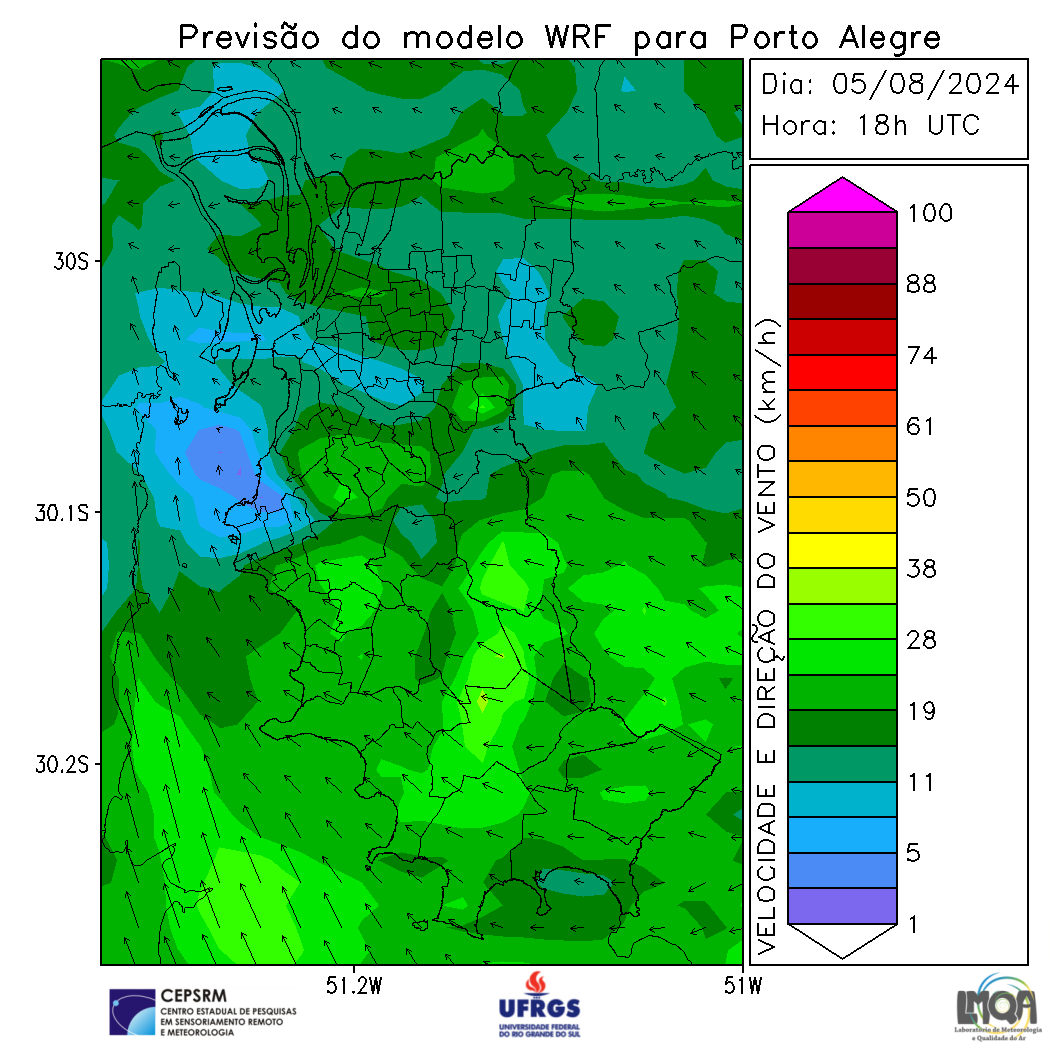 Previsão do modelo WRF para Porto Alegre
Dia: 05/08/2024
Hora: 18h UTC
30S
30.1S
30.2S
51.2W
51W
VELOCIDADE E DIREÇÃO DO VENTO (km/h)
100
88
74
61
50
38
28
19
11
5
1
CEPSRM
CENTRO ESTADUAL DE PESQUISAS
EM SENSORIAMENTO REMOTO
E METEOROLOGIA
UFRGS
UNIVERSIDADE FEDERAL
DO RIO GRANDE DO SUL
LMQA
Laboratório de Meteorologia
e Qualidade do Ar